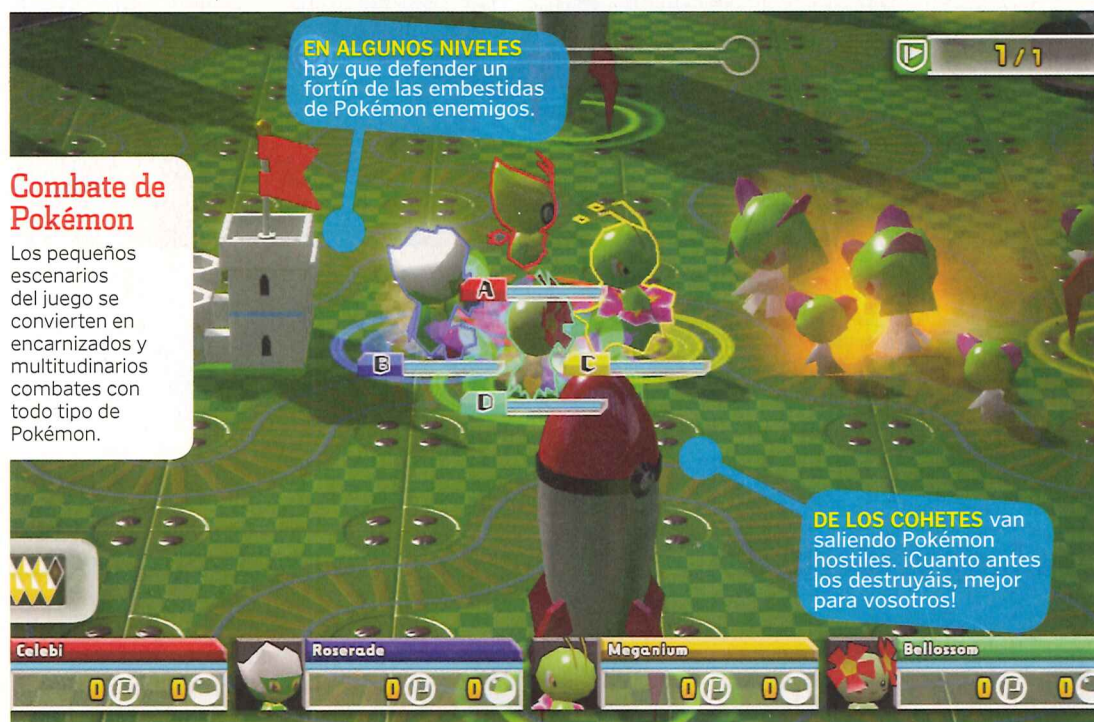 EN ALGUNOS NIVELES
hay que defender un
fortín de las embestidas
de Pokémon enemigos.
1/1
Combate de
Pokémon
Los pequeños
escenarios
del juego se
convierten en
encarnizados y
multitudinarios
combates con
todo tipo de
Pokémon.
A
B
C
D
DE LOS COHETES van
saliendo Pokémon
hostiles. ¡Cuanto antes
los destruyáis, mejor
para vosotros!
Celebi
0 P 0
Roserade
0 P 0
Meganium
0 P 0
Bellossom
0 P 0